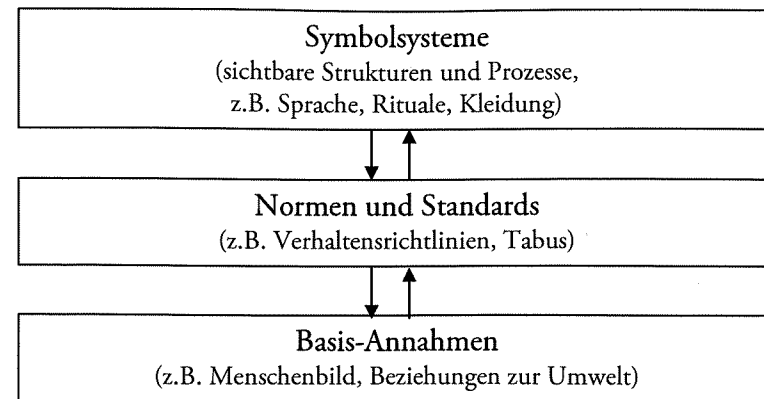 Symbolsysteme
(sichtbare Strukturen und Prozesse,
z.B. Sprache, Rituale, Kleidung)
Normen und Standards
(z.B. Verhaltensrichtlinien, Tabus)
Basis-Annahmen
(z.B. Menschenbild, Beziehungen zur Umwelt)